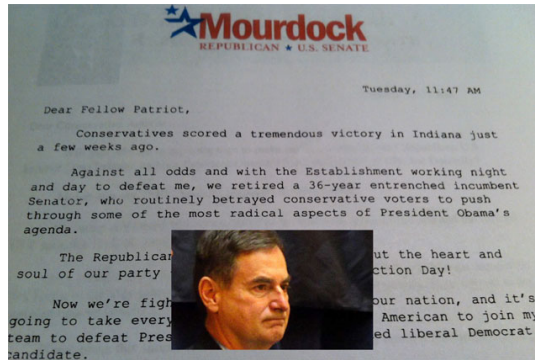 Mourdock
REPUBLICAN ★ U.S. SENATE
Tuesday, 11:47 AM
Dear Fellow Patriot,
Conservatives scored a tremendous victory in Indiana just
a few weeks ago.
Against all odds and with the Establishment working night
and day to defeat me, we retired a 36-year entrenched incumbent
Senator, who routinely betrayed conservative voters to push
through some of the most radical aspects of President Obama's
agenda.
The Republica ut the heart and
soul of our party ction Day!
Now we're figh our nation, and it's
going to take every American to join my
team to defeat Pres ed liberal Democrat
candidate.